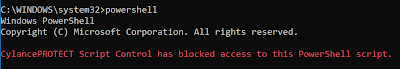 C:\WINDOWS\system32>powershell
Windows PowerShell
Copyright (C) Microsoft Corporation. All rights reserved.
CylancePROTECT Script Control has blocked access to this PowerShell script.